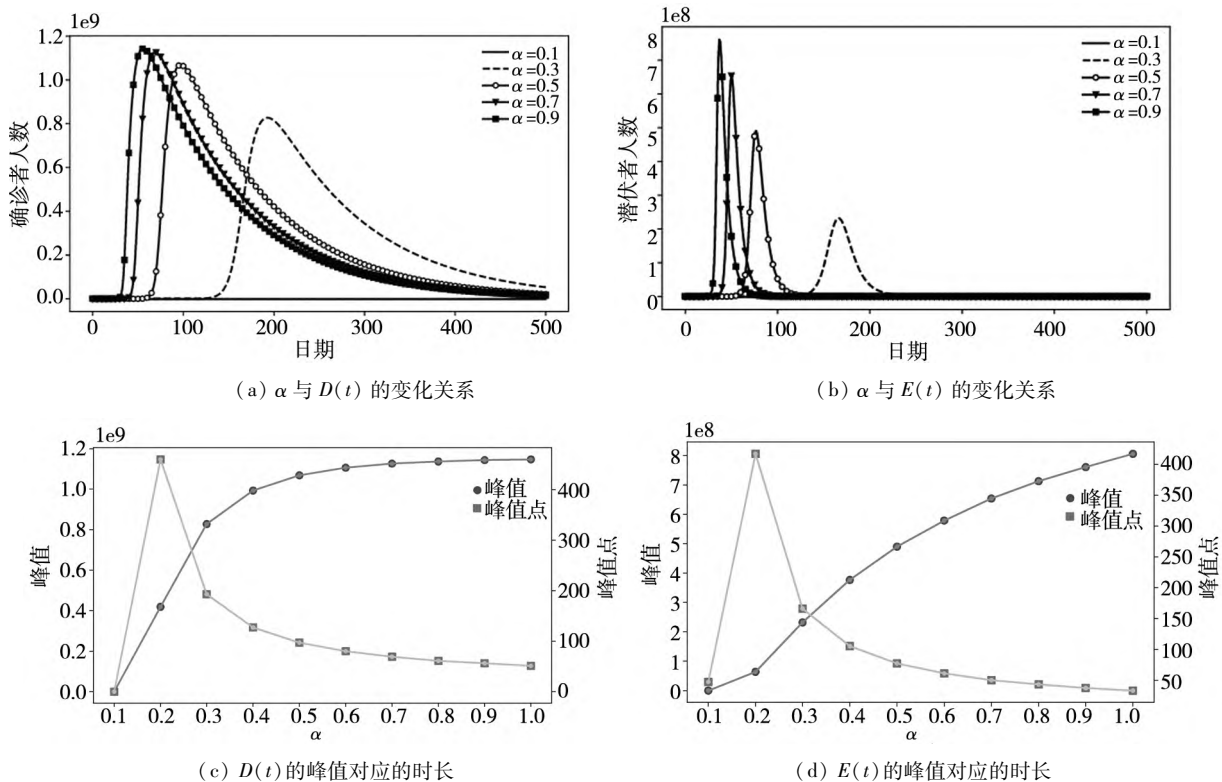 1e9
1.2
1.0
0.8
0.6
0.4
0.2
0.0
确诊者人数
0
100
200
300
400
500
日期
α=0.1
α=0.3
α=0.5
α=0.7
α=0.9
(a) α 与 D(t) 的变化关系
1e8
8
7
6
5
4
3
2
1
0
潜伏者人数
0
100
200
300
400
500
日期
α=0.1
α=0.3
α=0.5
α=0.7
α=0.9
(b) α 与 E(t) 的变化关系
1e9
1.2
1.0
0.8
0.6
0.4
0.2
0.0
峰值
峰值
峰值点
400
300
200
100
0
峰值点
0.1
0.2
0.3
0.4
0.5
0.6
0.7
0.8
0.9
1.0
α
(c) D(t)的峰值对应的时长
1e8
8
7
6
5
4
3
2
1
0
峰值
峰值
峰值点
400
350
300
250
200
150
100
50
峰值点
0.1
0.2
0.3
0.4
0.5
0.6
0.7
0.8
0.9
1.0
α
(d) E(t)的峰值对应的时长